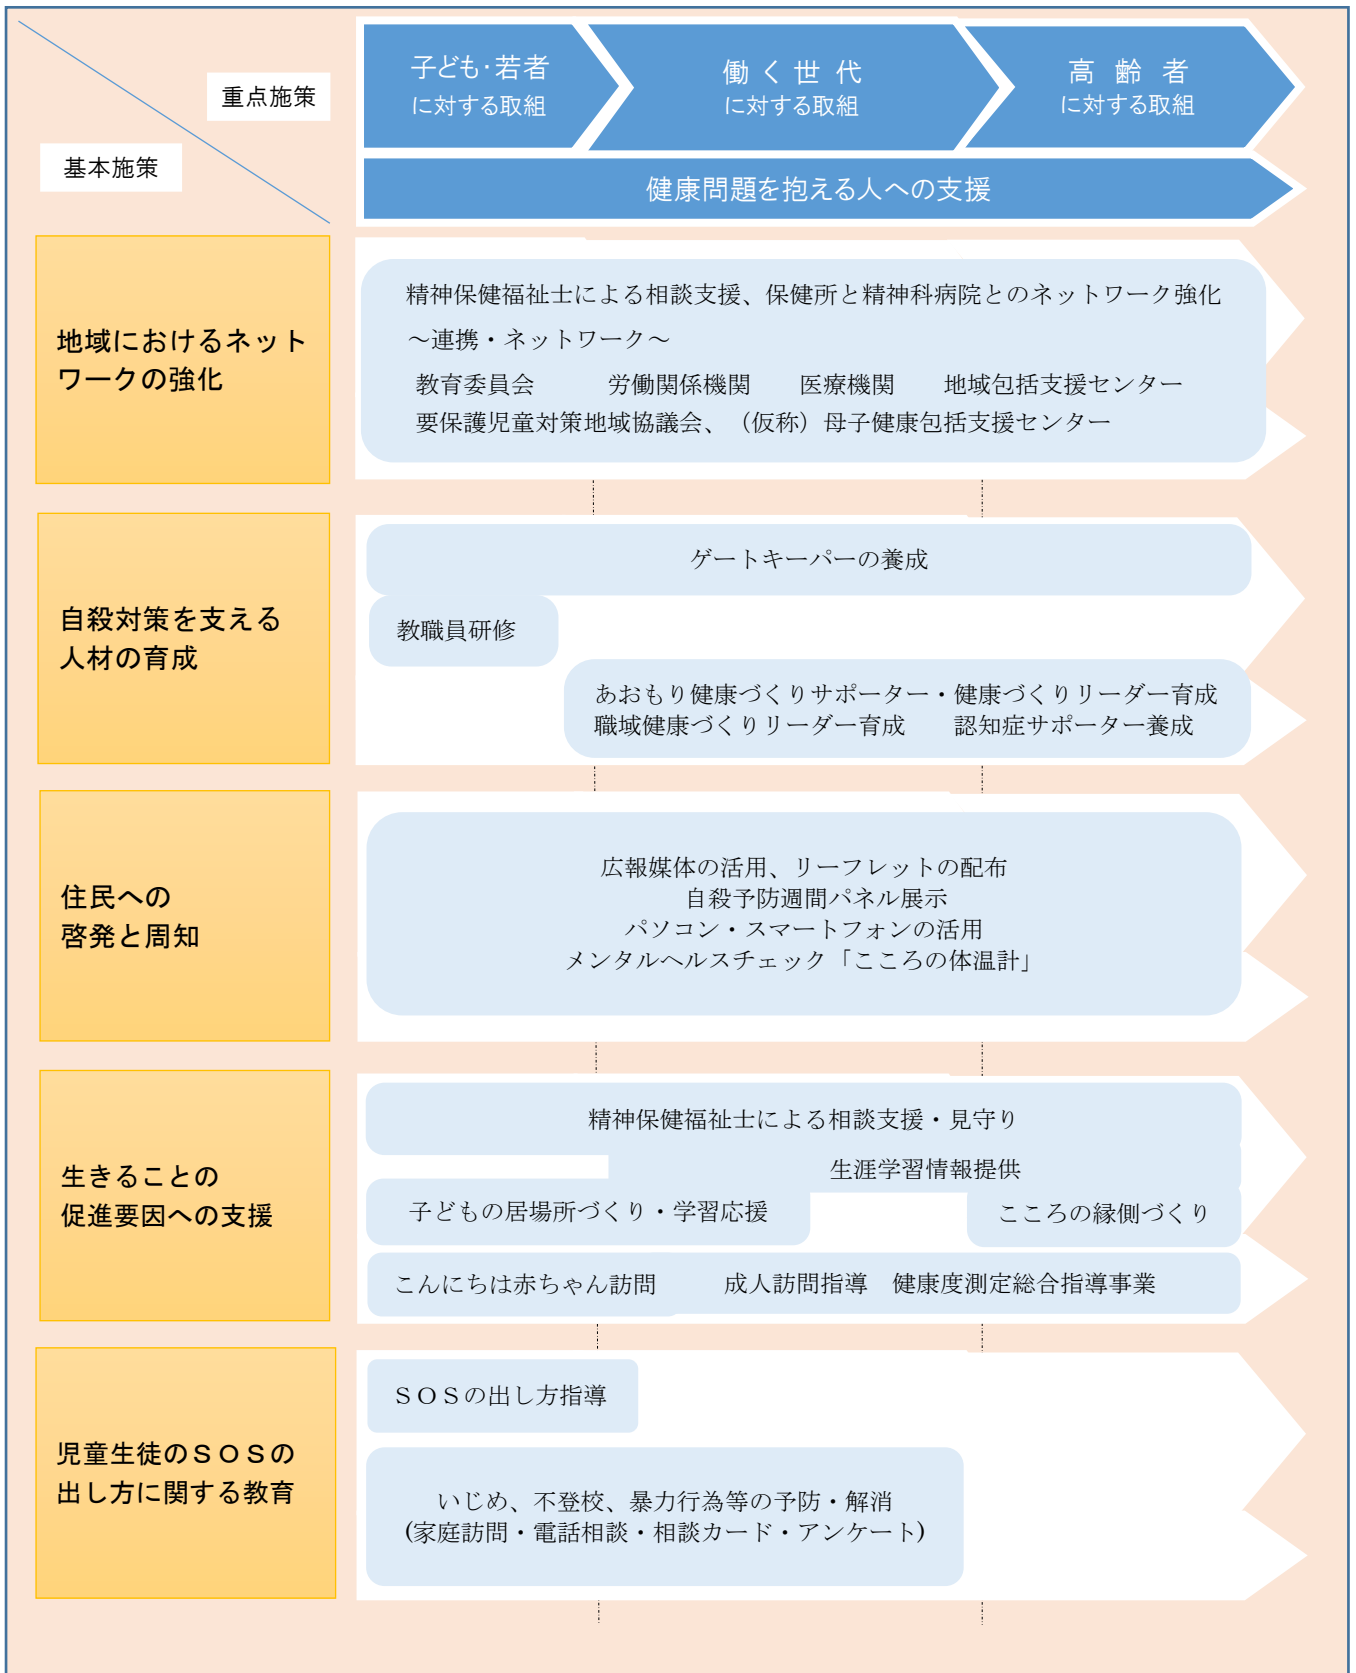 重点施策
基本施策
子ども・若者
に対する取組
働く世代
に対する取組
高齢者
に対する取組
健康問題を抱える人への支援
地域におけるネット
ワークの強化
精神保健福祉士による相談支援、保健所と精神科病院とのネットワーク強化
～連携・ネットワーク～
教育委員会　労働関係機関　医療機関　地域包括支援センター
要保護児童対策地域協議会、（仮称）母子健康包括支援センター
自殺対策を支える
人材の育成
ゲートキーパーの養成
教職員研修
あおもり健康づくりサポーター・健康づくりリーダー育成
職域健康づくりリーダー育成　認知症サポーター養成
住民への
啓発と周知
広報媒体の活用、リーフレットの配布
自殺予防週間パネル展示
パソコン・スマートフォンの活用
メンタルヘルスチェック「こころの体温計」
生きることの
促進要因への支援
精神保健福祉士による相談支援・見守り
生涯学習情報提供
子どもの居場所づくり・学習応援
こころの縁側づくり
こんにちは赤ちゃん訪問
成人訪問指導　健康度測定総合指導事業
児童生徒のＳＯＳの
出し方に関する教育
ＳＯＳの出し方指導
いじめ、不登校、暴力行為等の予防・解消
(家庭訪問・電話相談・相談カード・アンケート)